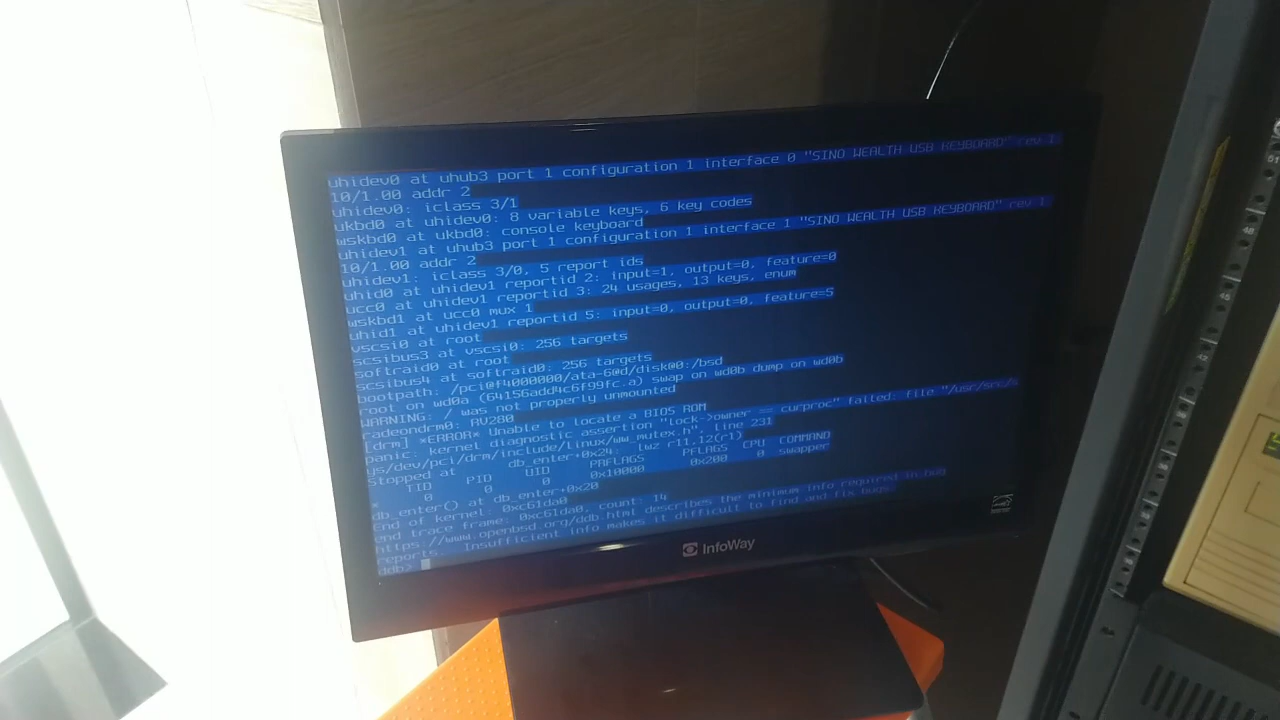 uhidev0 at uhub3 port 1 configuration 1 interface 0 "SINO WEALTH USB KEYBOARD" rev 1.
10/1.00 addr 2
uhidev0: iclass 3/1
ukbd0 at uhidev0: 8 variable keys, 6 key codes
wskbd0 at ukbd0: console keyboard
uhidev1 at uhub3 port 1 configuration 1 interface 1 "SINO WEALTH USB KEYBOARD" rev 1.
10/1.00 addr 2
uhidev1: iclass 3/0, 5 report ids
uhid0 at uhidev1 reportid 2: input=1, output=0, feature=0
ucc0 at uhidev1 reportid 3: 24 usages, 13 keys, enum
wskbd1 at ucc0 mux 1
uhid1 at uhidev1 reportid 5: input=0, output=0, feature=5
vscsi0 at root
scsibus3 at vscsi0: 256 targets
softraid0 at root
scsibus4 at softraid0: 256 targets
bootpath: /pci@f4000000/ata-6@d/disk@0:/bsd
root on wd0a (64156add4c6f99fc.a) swap on wd0b dump on wd0b
WARNING: / was not properly unmounted
radeondrm0: RV280
[drm] *ERROR* Unable to locate a BIOS ROM
panic: kernel diagnostic assertion "lock->owner == curproc" failed: file "/usr/src/s
ys/dev/pci/drm/include/linux/ww_mutex.h", line 231
Stopped at db_enter+0x24: lwz r11,12(r1)
TID PID UID PRFLAGS PFLAGS CPU COMMAND
* 0 0 0 0x10000 0x200 0 swapper
db_enter() at db_enter+0x20
End of kernel: 0xc61da0
end trace frame: 0xc61da0, count: 14
https://www.openbsd.org/ddb.html describes the minimum info required in bug
reports. Insufficient info makes it difficult to find and fix bugs.
ddb>
InfoWay
48
45